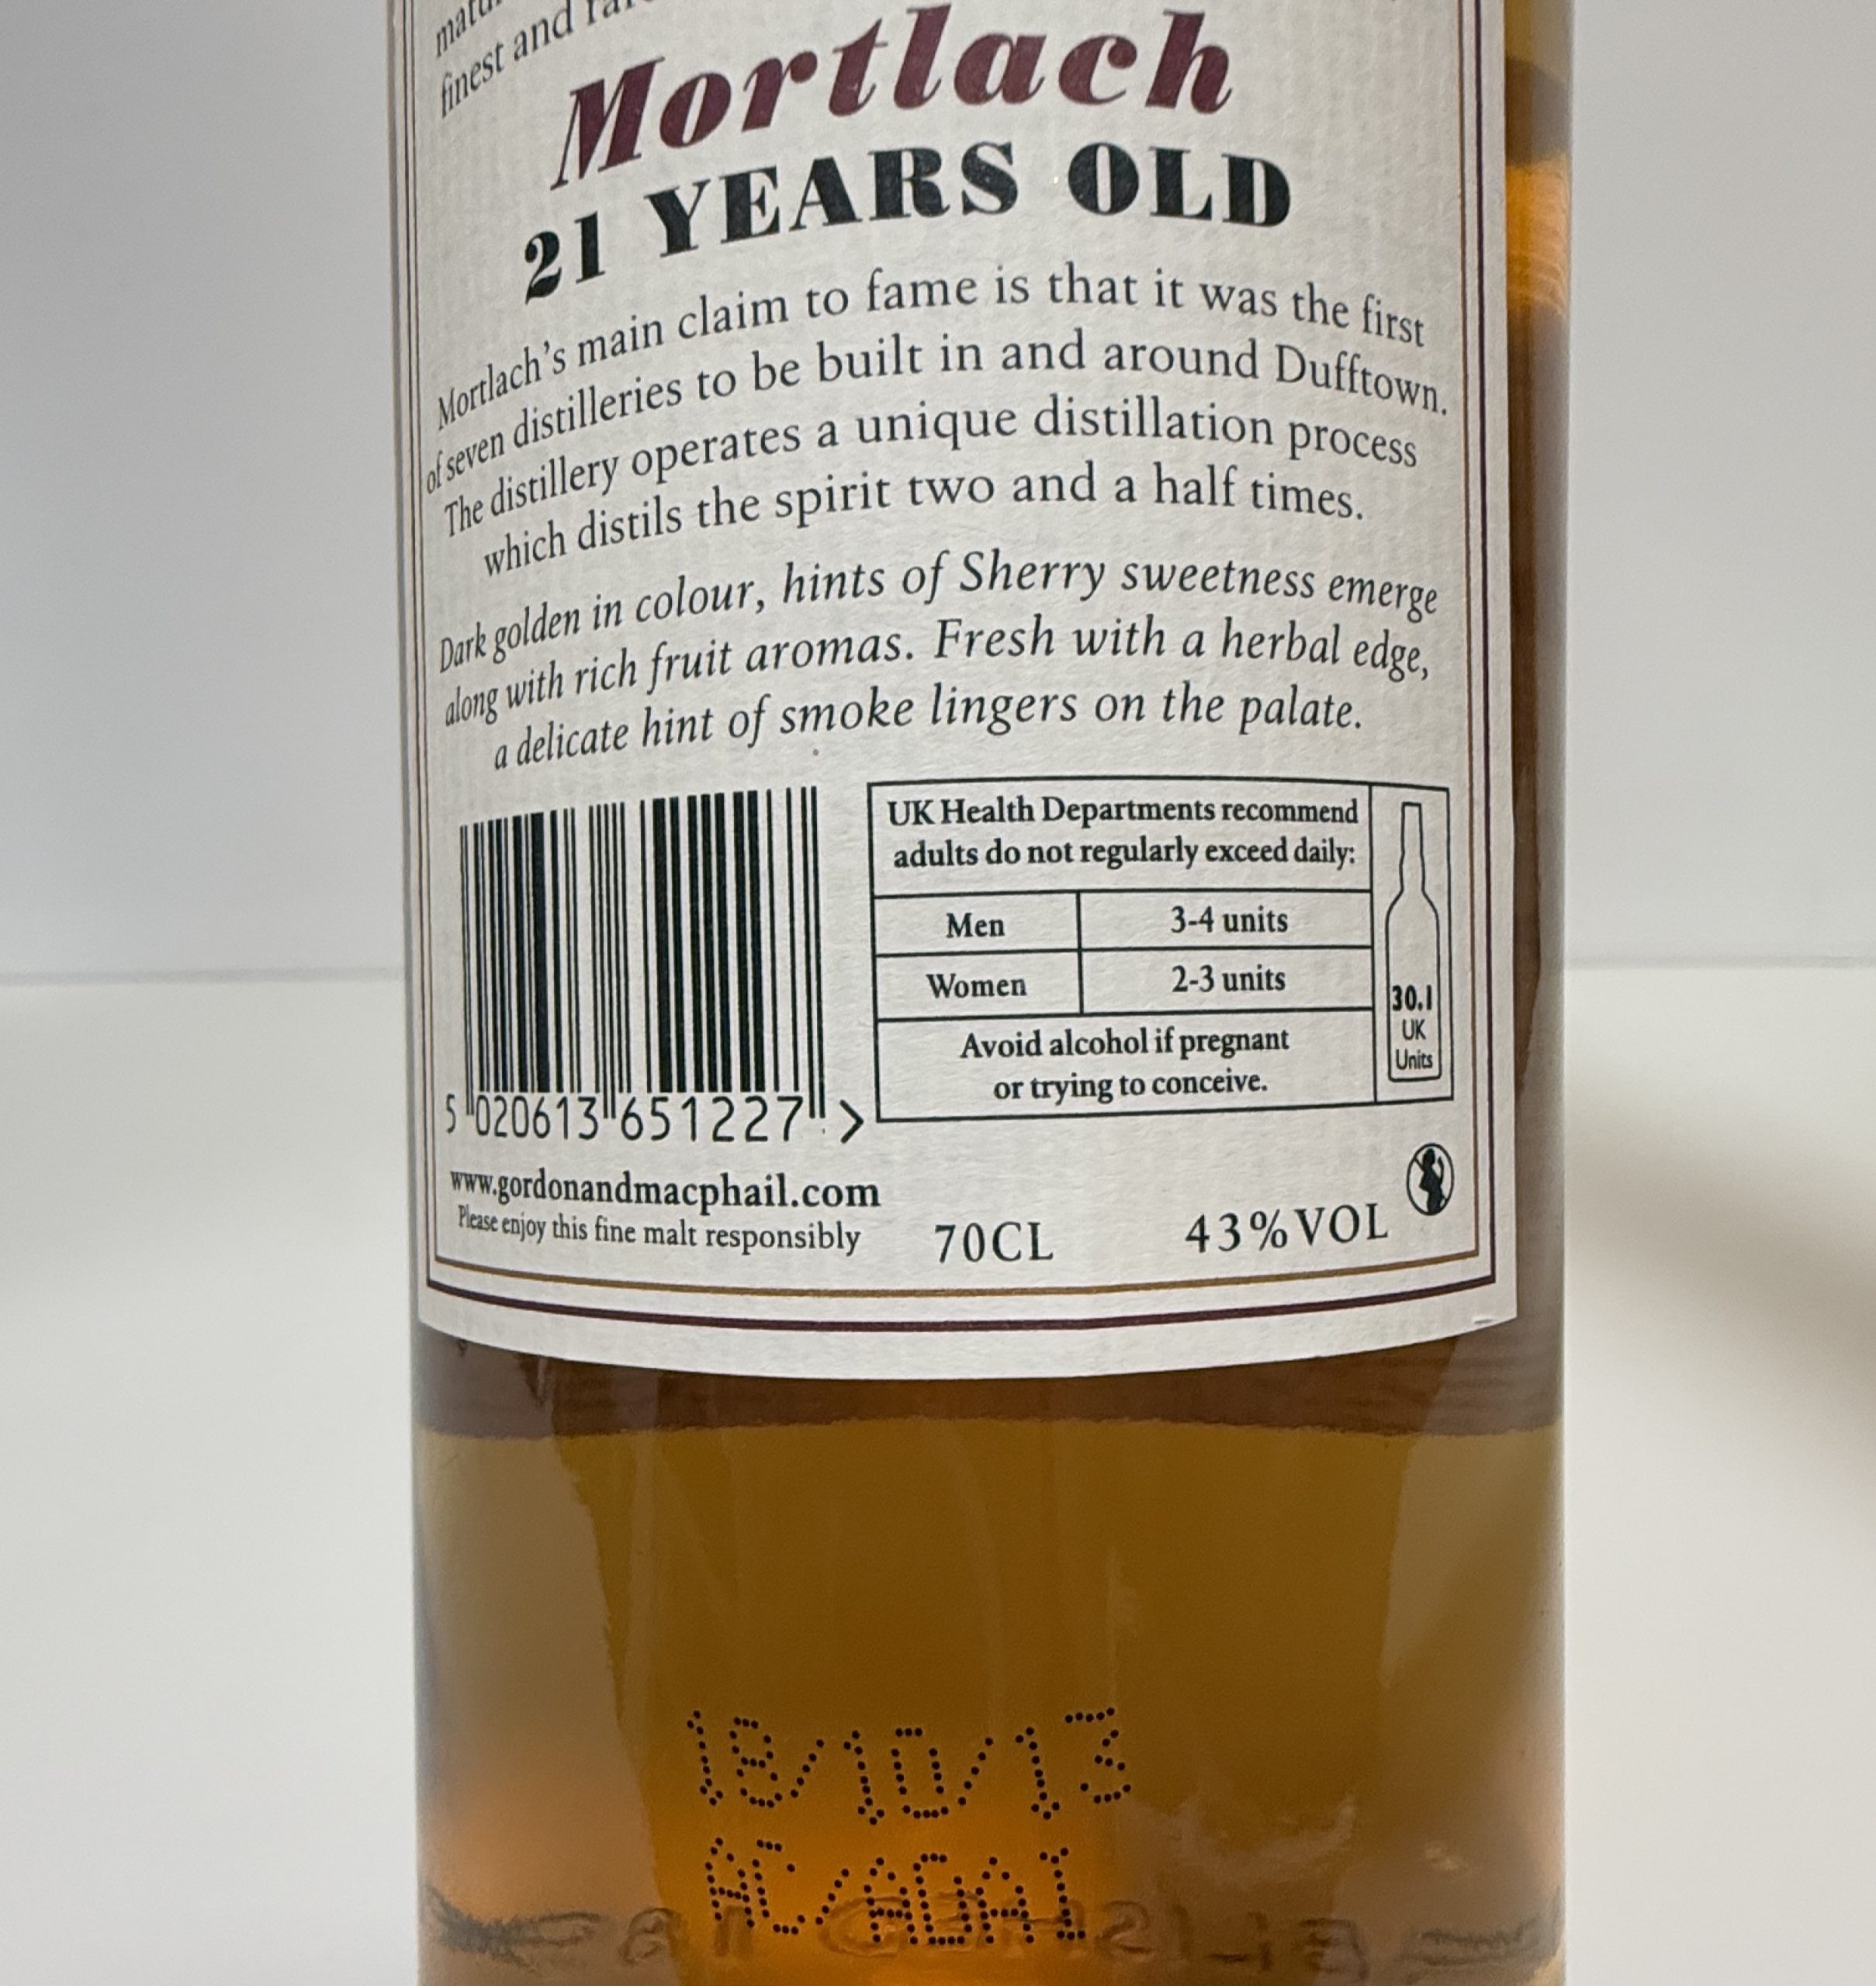 finest and
Mortlach
21 YEARS OLD
Mortlach's main claim to fame is that it was the first
of seven distilleries to be built in and around Dufftown.
The distillery operates a unique distillation process
which distils the spirit two and a half times.
Dark golden in colour, hints of Sherry sweetness emerge
along with rich fruit aromas. Fresh with a herbal edge,
a delicate hint of smoke lingers on the palate.
UK Health Departments recommend
adults do not regularly exceed daily:
Men 3-4 units
Women 2-3 units
Avoid alcohol if pregnant
or trying to conceive.
30.1
UK
Units
5 020613 651227 >
www.gordonandmacphail.com
Please enjoy this fine malt responsibly
70CL 43%VOL
18/10/13